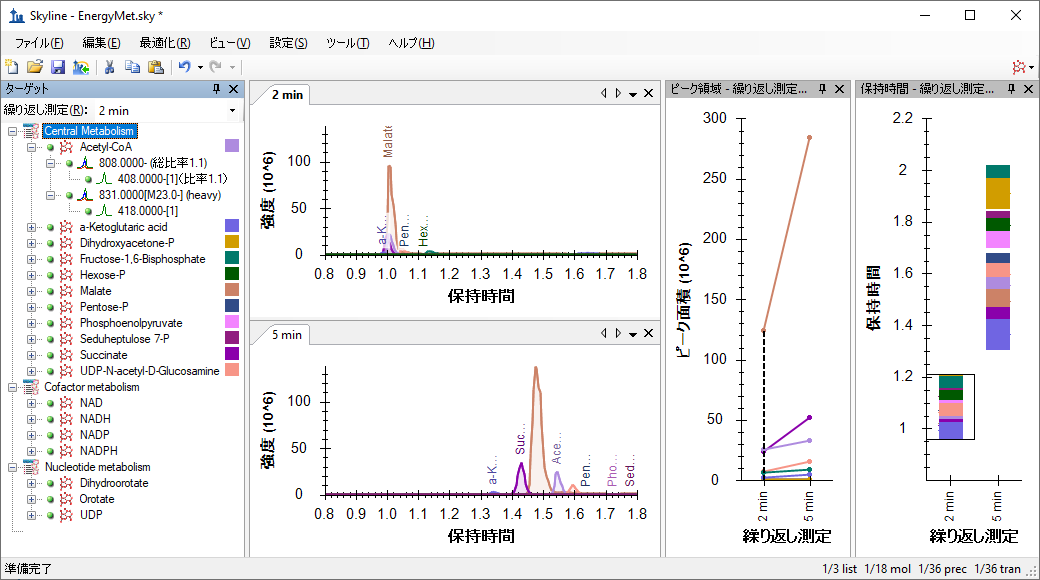 Skyline - EnergyMet.sky *
ファイル(F) 編集(E) 最適化(R) ビュー(V) 設定(S) ツール(T) ヘルプ(H)
ターゲット
繰り返し測定(R): 2 min
Central Metabolism
Acetyl-CoA
808.0000- (総比率1.1)
408.0000-[1](比率1.1)
831.0000[M23.0-] (heavy)
418.0000-[1]
a-Ketoglutaric acid
Dihydroxyacetone-P
Fructose-1,6-Bisphosphate
Hexose-P
Malate
Pentose-P
Phosphoenolpyruvate
Seduheptulose 7-P
Succinate
UDP-N-acetyl-D-Glucosamine
Cofactor metabolism
NAD
NADH
NADP
NADPH
Nucleotide metabolism
Dihydroorotate
Orotate
UDP
2 min
強度 (10^6)
100
50
0
Malate
a-K...
Pen...
Hex...
0.8 0.9 1.0 1.1 1.2 1.3 1.4 1.5 1.6 1.7 1.8
保持時間
5 min
強度 (10^6)
100
50
0
a-K...
Suc...
Ace...
Pen...
Pho...
Sed...
0.8 0.9 1.0 1.1 1.2 1.3 1.4 1.5 1.6 1.7 1.8
保持時間
ピーク領域 - 繰り返し測定...
ピーク面積 (10^6)
300
250
200
150
100
50
0
2 min
5 min
繰り返し測定
保持時間 - 繰り返し測定...
保持時間
2.2
2
1.8
1.6
1.4
1.2
1
2 min
5 min
繰り返し測定
準備完了
1/3 list 1/18 mol 1/36 prec 1/36 tran